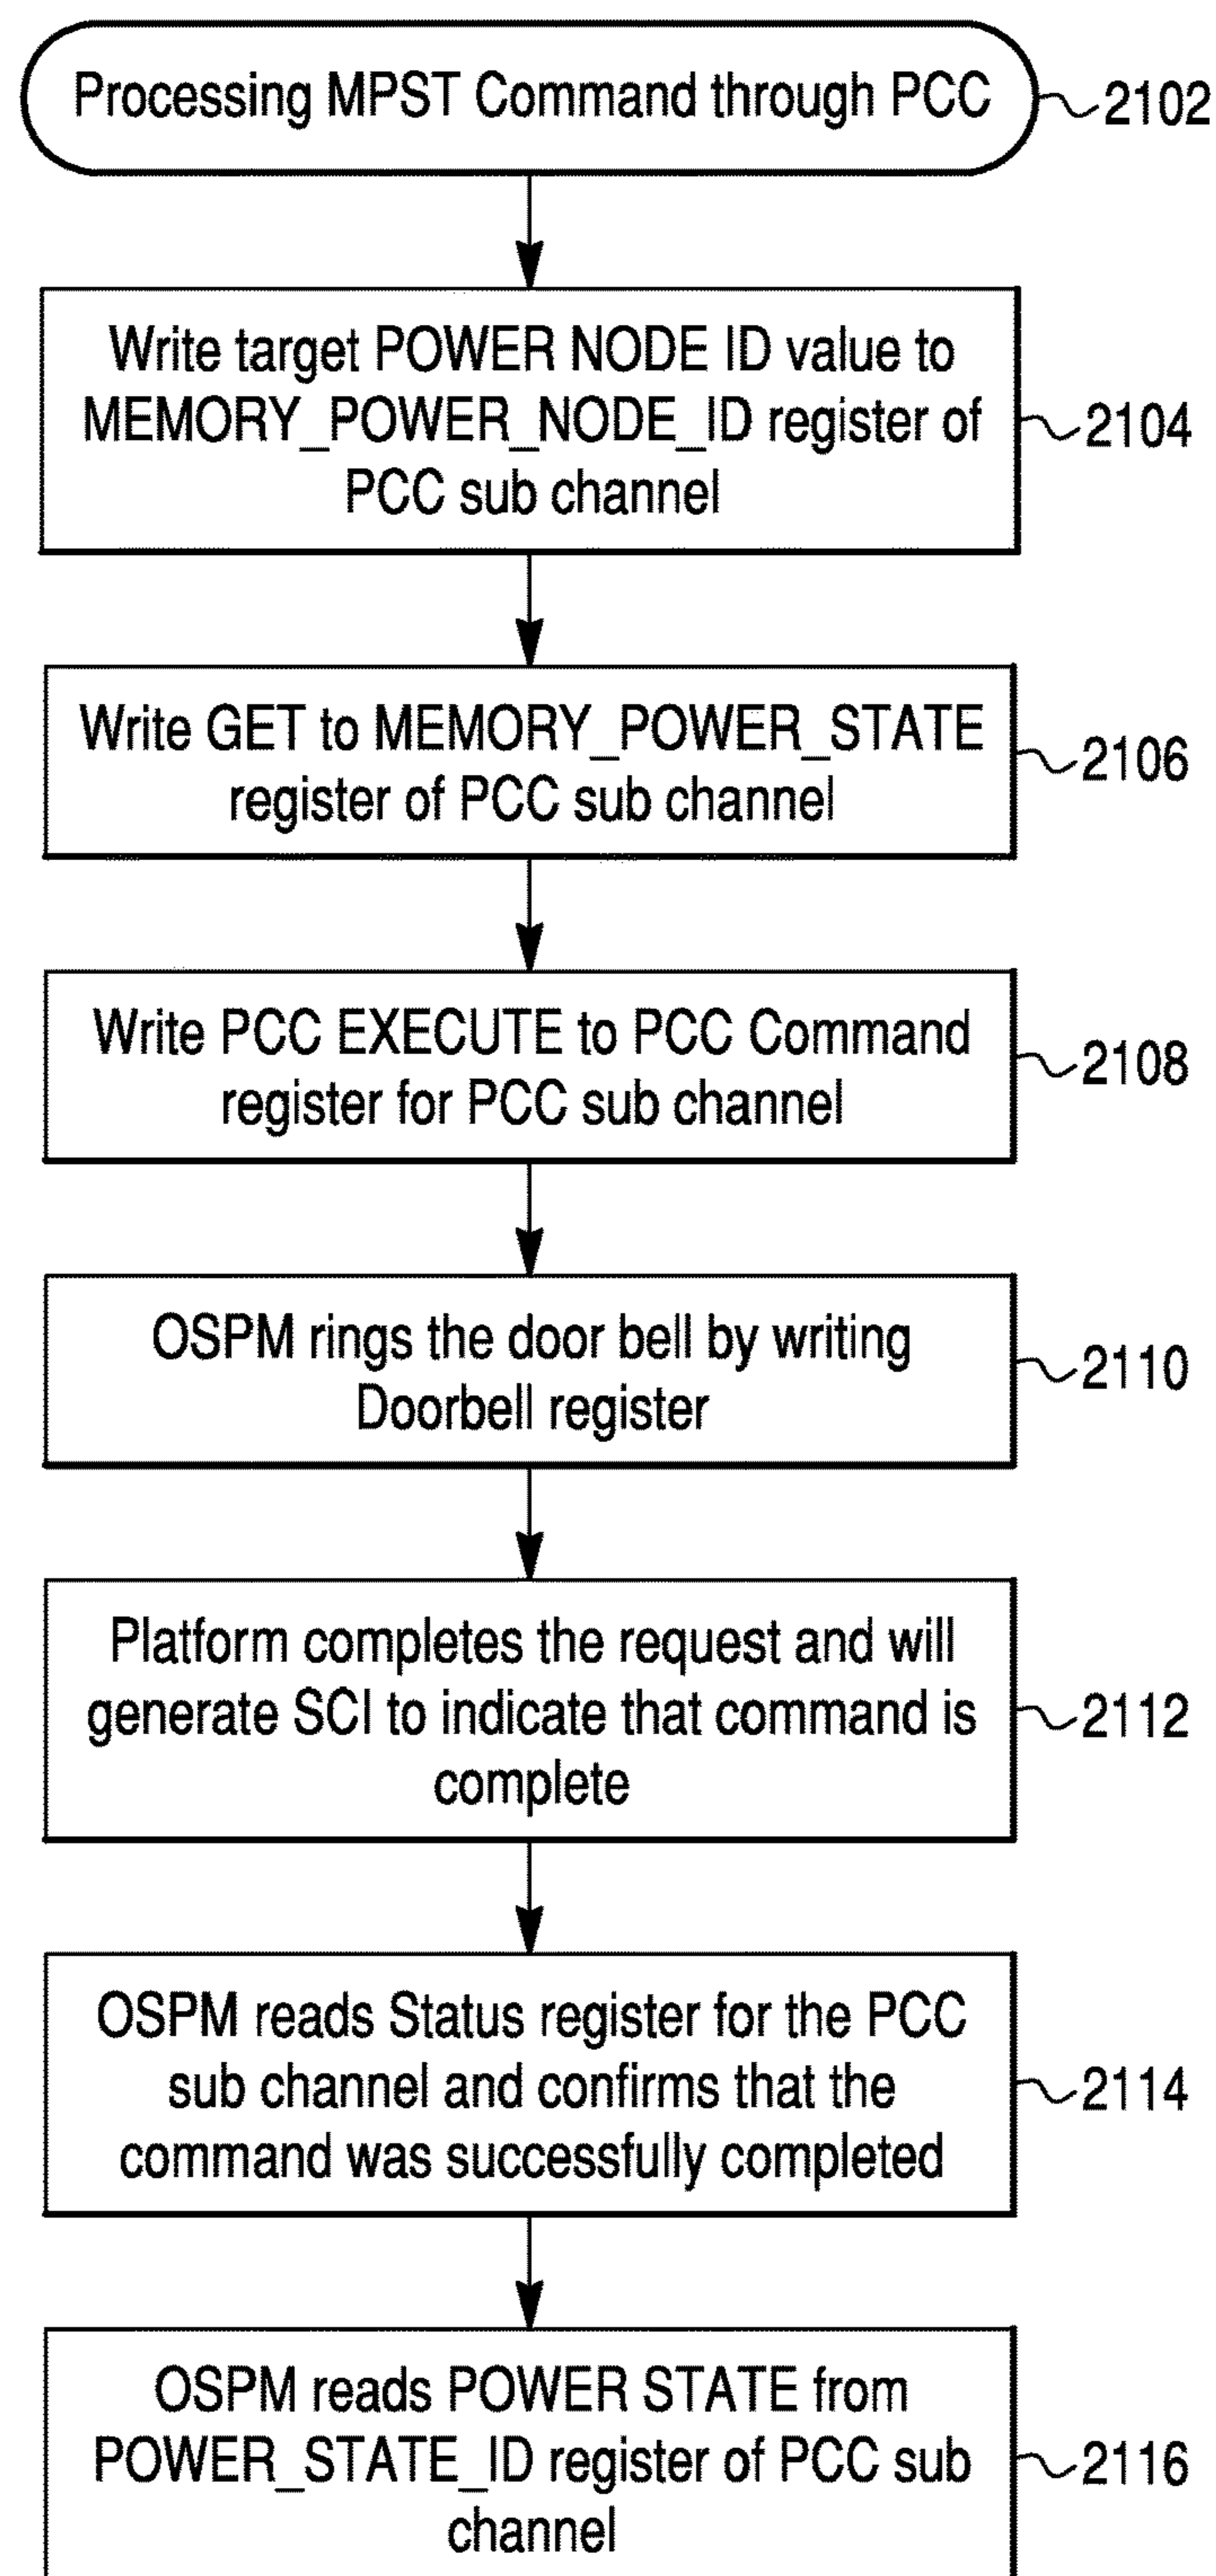 Processing MPST Command through PCC
2102
Write target POWER NODE ID value to
MEMORY_POWER_NODE_ID register of
PCC sub channel
2104
Write GET to MEMORY_POWER_STATE
register of PCC sub channel
2106
Write PCC EXECUTE to PCC Command
register for PCC sub channel
2108
OSPM rings the door bell by writing
Doorbell register
2110
Platform completes the request and will
generate SCI to indicate that command is
complete
2112
OSPM reads Status register for the PCC
sub channel and confirms that the
command was successfully completed
2114
OSPM reads POWER STATE from
POWER_STATE_ID register of PCC sub
channel
2116